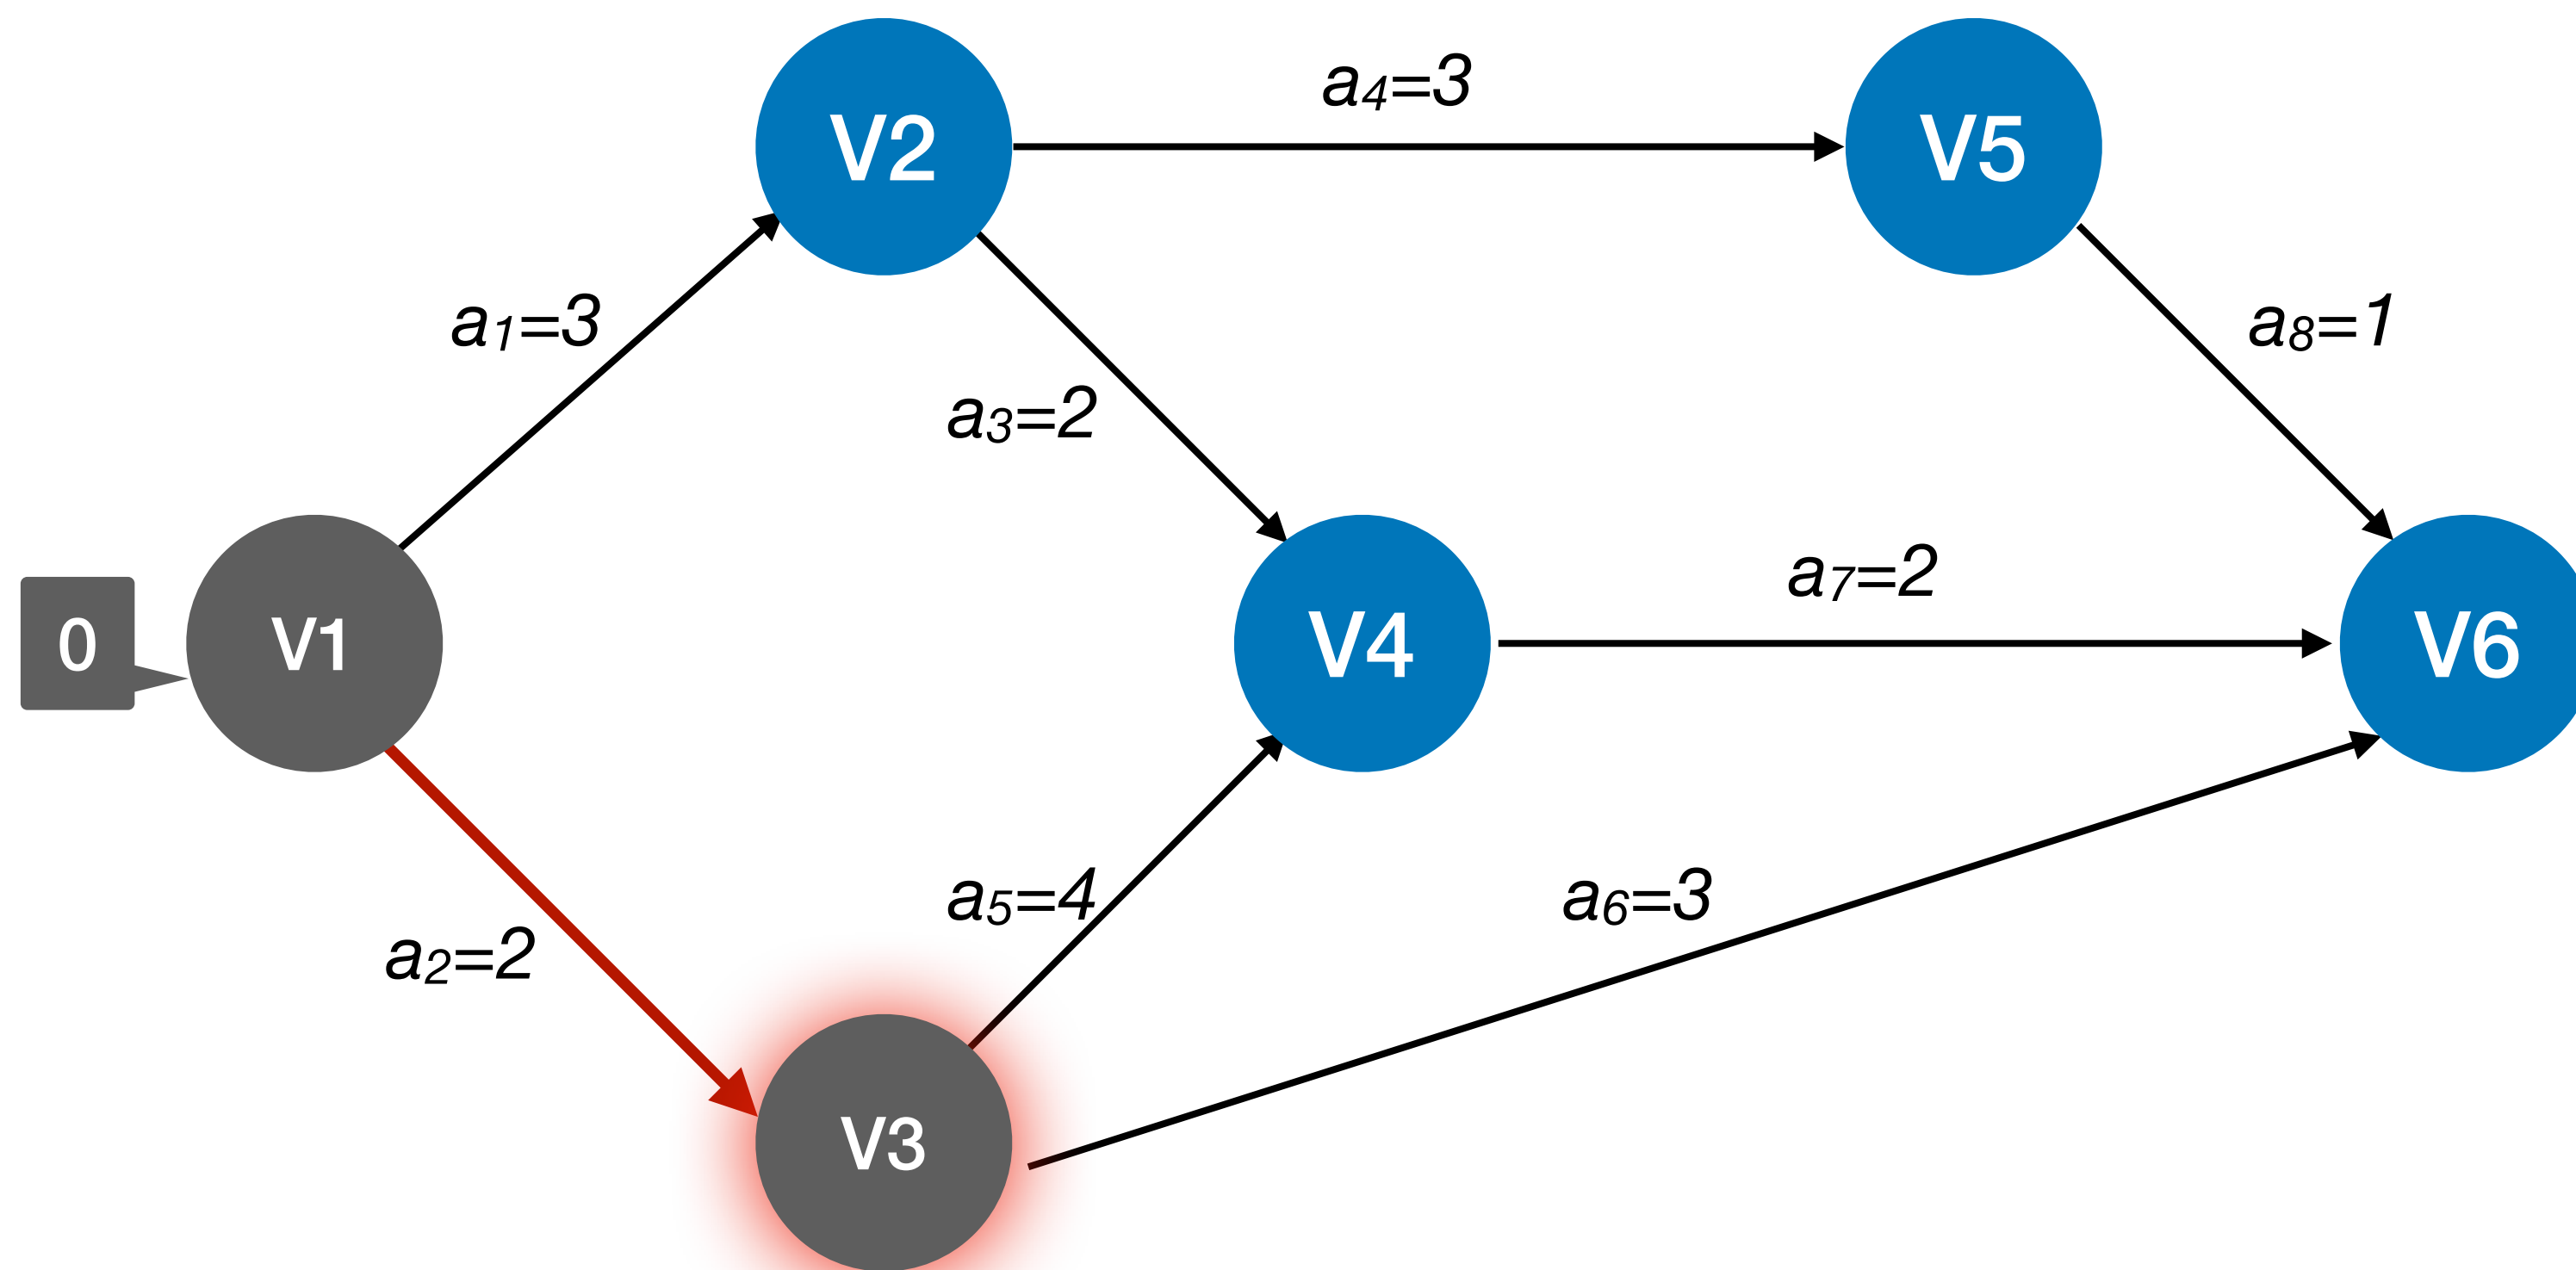 V2
a₄=3
V5
a₁=3
a₈=1
a₃=2
0
V1
V4
a₇=2
V6
a₅=4
a₆=3
a₂=2
V3